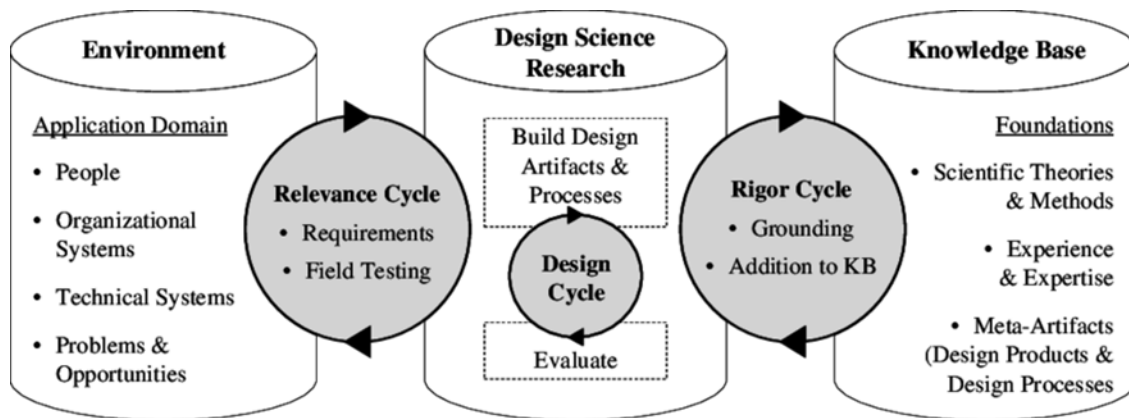 Environment
Application Domain
• People
• Organizational
Systems
• Technical Systems
• Problems &
Opportunities
Relevance Cycle
• Requirements
• Field Testing
Design Science
Research
Build Design
Artifacts &
Processes
Design
Cycle
Evaluate
Rigor Cycle
• Grounding
• Addition to KB
Knowledge Base
Foundations
• Scientific Theories
& Methods
• Experience
& Expertise
• Meta-Artifacts
(Design Products &
Design Processes